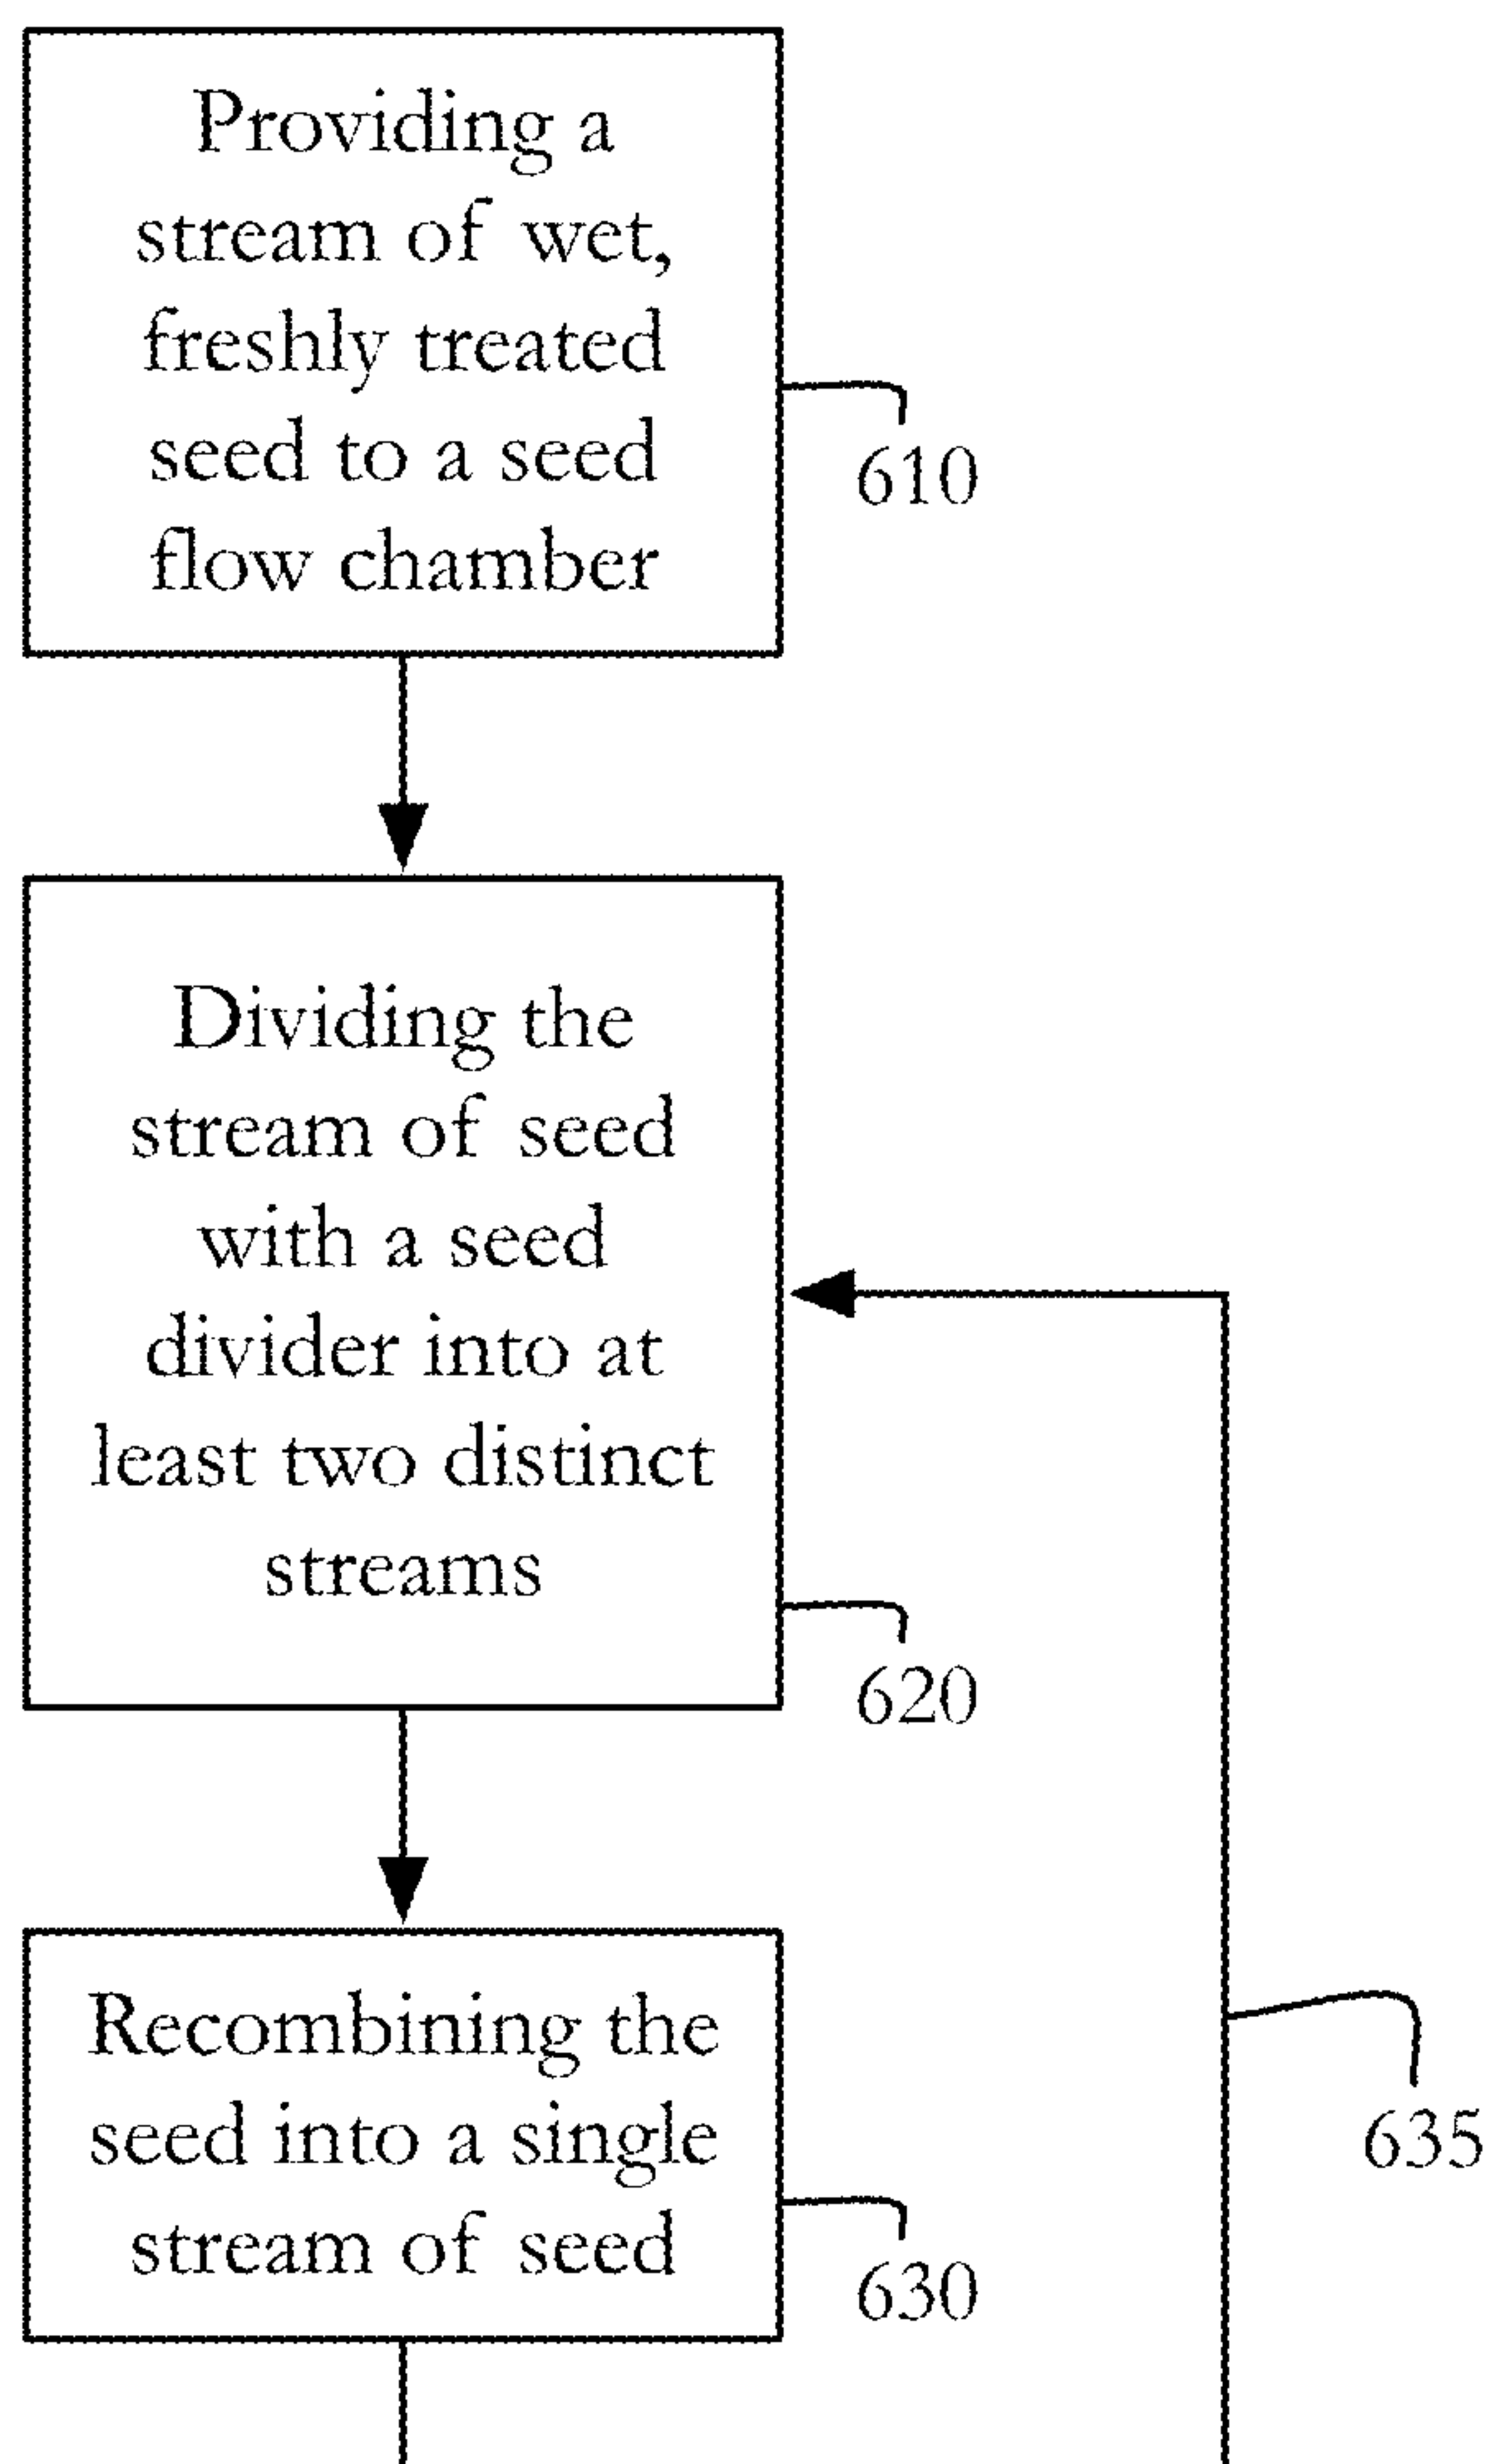 Providing a
stream of wet,
freshly treated
seed to a seed
flow chamber
610
Dividing the
stream of seed
with a seed
divider into at
least two distinct
streams
620
Recombining the
seed into a single
stream of seed
635
630